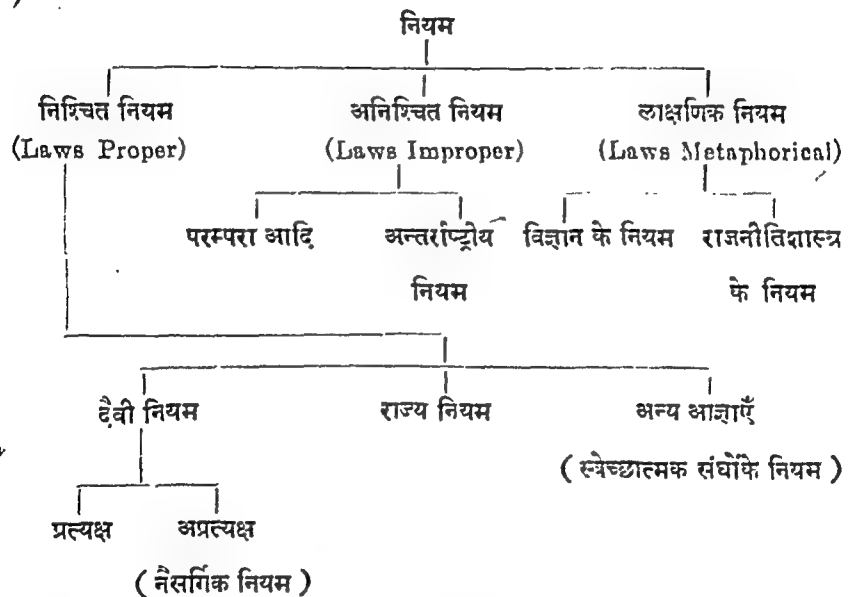 नियम
निश्चित नियम अनिश्चित नियम लाक्षणिक नियम
(Laws Proper) (Laws Improper) (Laws Metaphorical)
परम्परा आदि अन्तर्राष्ट्रीय विज्ञान के नियम राजनीतिशास्त्र
नियम के नियम
दैवी नियम राज्य नियम अन्य आज्ञाएँ
( स्वेच्छात्मक संघोंके नियम )
प्रत्यक्ष अप्रत्यक्ष
( नैसर्गिक नियम )